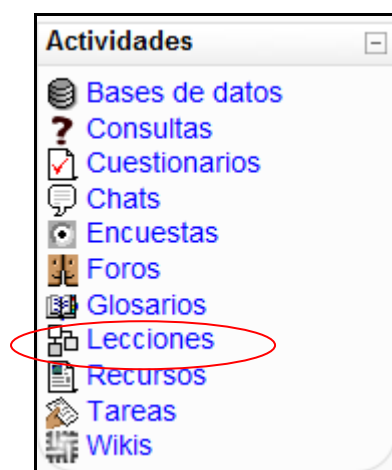 Actividades
Bases de datos
Consultas
Cuestionarios
Chats
Encuestas
Foros
Glosarios
Lecciones
Recursos
Tareas
Wikis